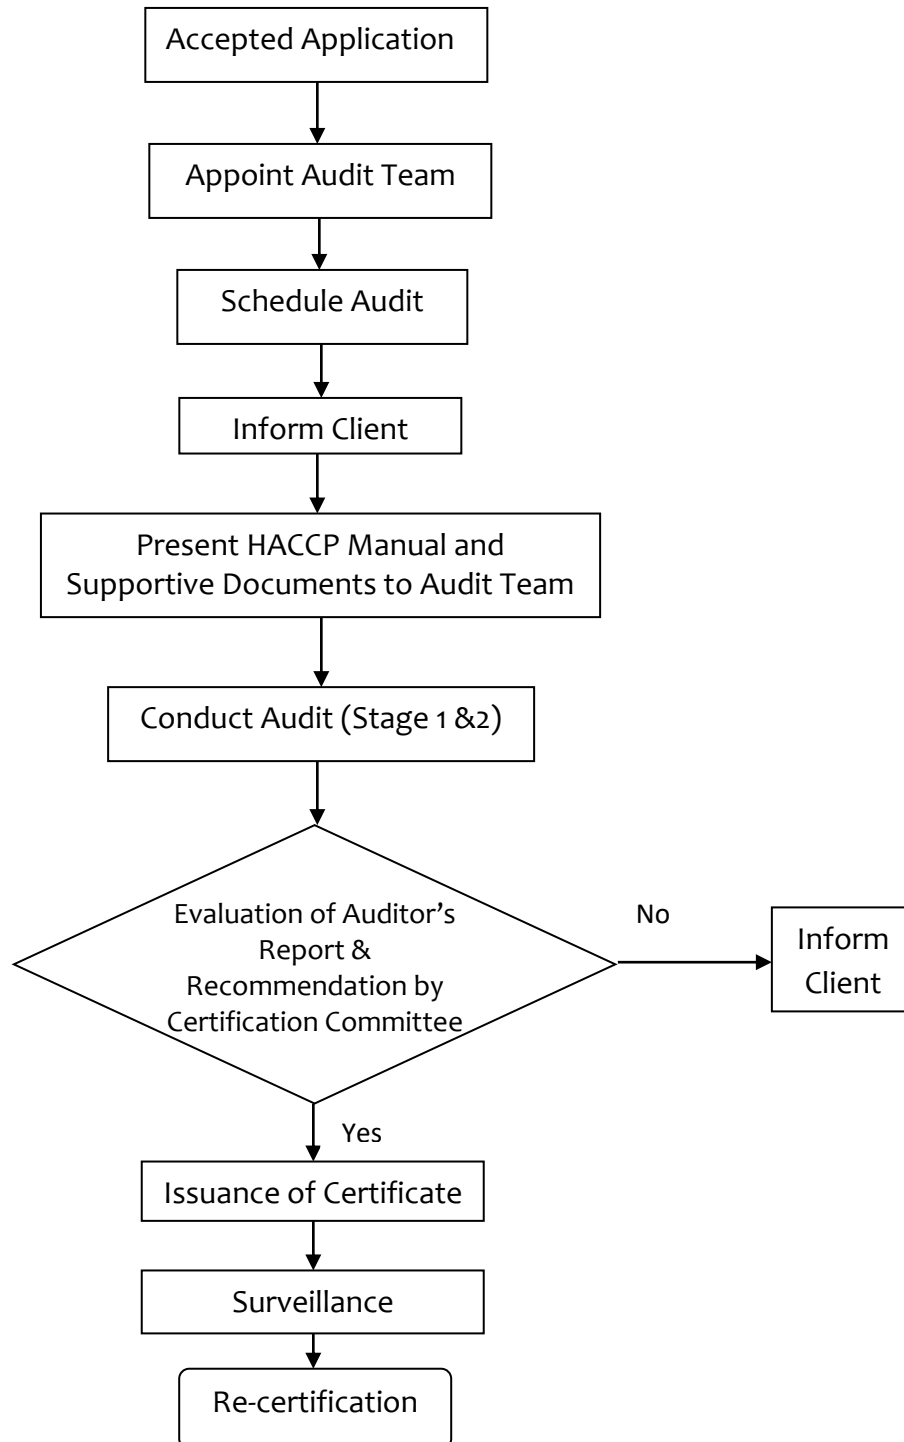 Accepted Application
Appoint Audit Team
Schedule Audit
Inform Client
Present HACCP Manual and
Supportive Documents to Audit Team
Conduct Audit (Stage 1 &2)
Evaluation of Auditor’s
Report &
Recommendation by
Certification Committee
No
Inform
Client
Yes
Issuance of Certificate
Surveillance
Re-certification